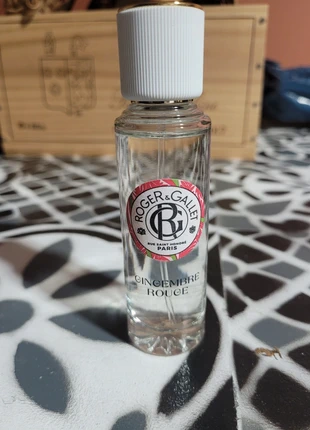 ROGER & GALLET
RG
RUE SAINT HONORÉ
PARIS
GINGEMBRE
ROUGE